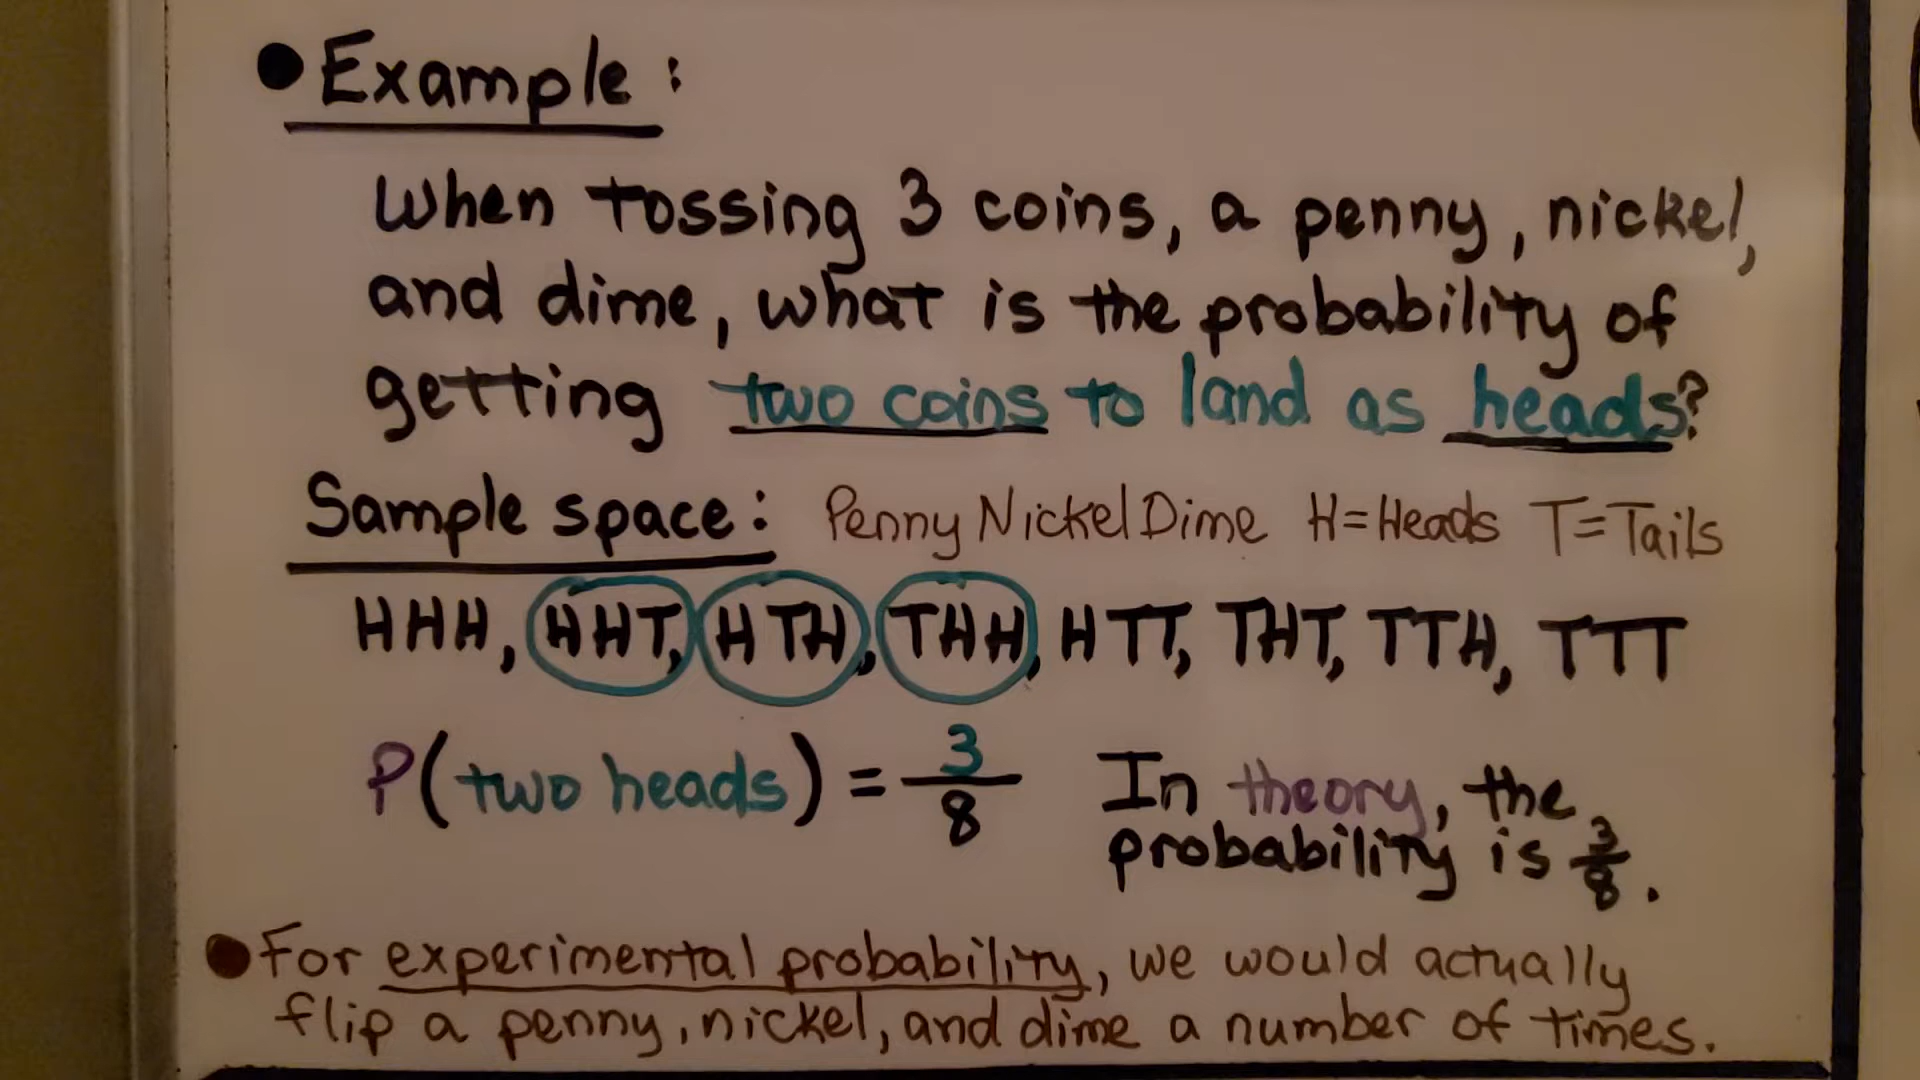 • Example:
When tossing 3 coins, a penny, nickel,
and dime, what is the probability of
getting two coins to land as heads?
Sample space: Penny Nickel Dime H=Heads T=Tails
HHH, HHT, HTH, THH, HTT, THT, TTH, TTT
P(two heads) = 3/8 In theory, the
probability is 3/8.
• For experimental probability, we would actually
flip a penny, nickel, and dime a number of times.